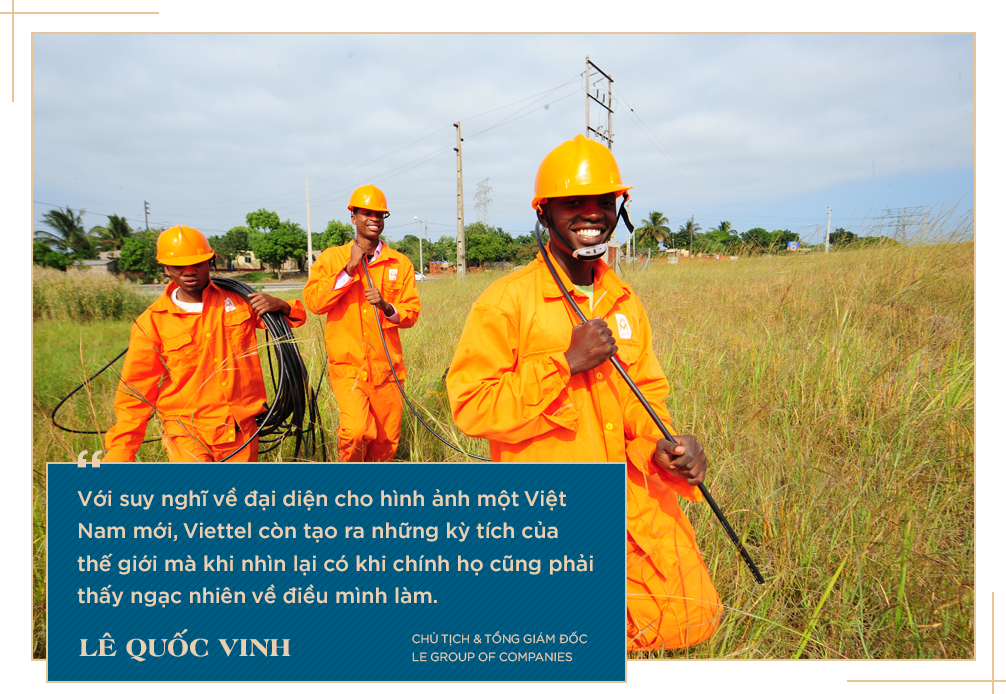 “
Với suy nghĩ về đại diện cho hình ảnh một Việt
Nam mới, Viettel còn tạo ra những kỳ tích của
thế giới mà khi nhìn lại có khi chính họ cũng phải
thấy ngạc nhiên về điều mình làm.
LÊ QUỐC VINH
CHỦ TỊCH & TỔNG GIÁM ĐỐC
LE GROUP OF COMPANIES